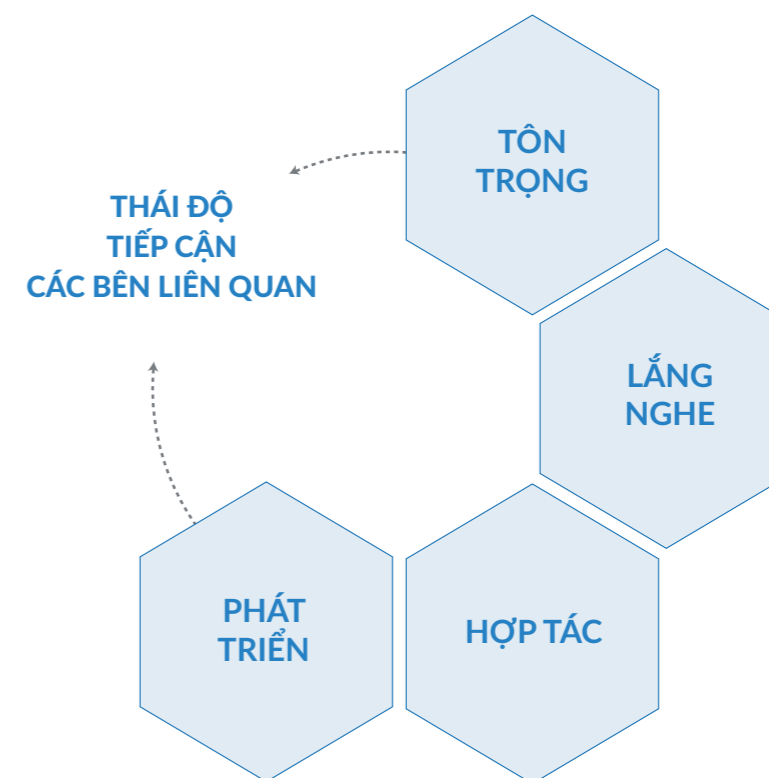 THÁI ĐỘ
TIẾP CẬN
CÁC BÊN LIÊN QUAN
TÔN
TRỌNG
LẮNG
NGHE
HỢP TÁC
PHÁT
TRIỂN